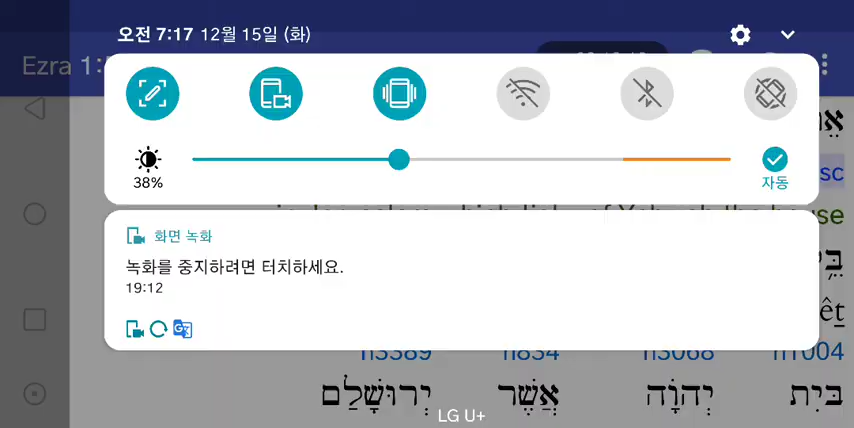 오전 7:17 12월 15일 (화)
Ezra 1:
38%
자동
화면 녹화
녹화를 중지하려면 터치하세요.
19:12
h3389 h834 h3068 h1004
בֵּית יְהוָֹה אֲשֶׁר יְרוּשָׁלִַם
LG U+